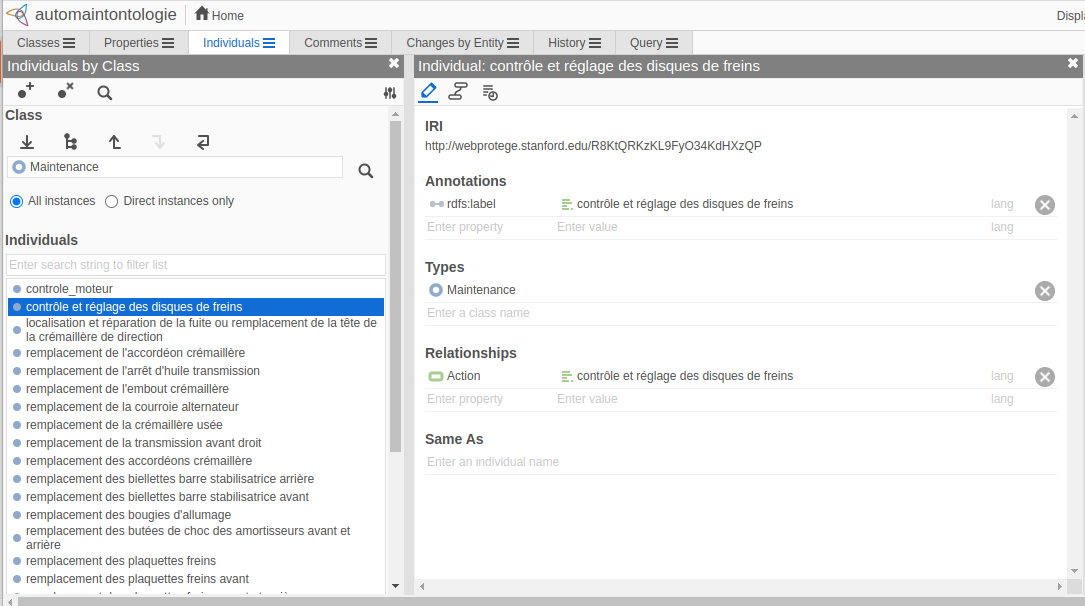 automaintontologie
Home
Displa
Classes
Properties
Individuals
Comments
Changes by Entity
History
Query
Individuals by Class
Class
Maintenance
All instances
Direct instances only
Individuals
Enter search string to filter list
controle_moteur
contrôle et réglage des disques de freins
localisation et réparation de la fuite ou remplacement de la tête de
la crémaillère de direction
remplacement de l'accordéon crémaillère
remplacement de l'arrêt d'huile transmission
remplacement de l'embout crémaillère
remplacement de la courroie alternateur
remplacement de la crémaillère usée
remplacement de la transmission avant droit
remplacement des accordéons crémaillère
remplacement des biellettes barre stabilisatrice arrière
remplacement des biellettes barre stabilisatrice avant
remplacement des bougies d'allumage
remplacement des butées de choc des amortisseurs avant et
arrière
remplacement des plaquettes freins
remplacement des plaquettes freins avant
Individual: contrôle et réglage des disques de freins
IRI
http://webprotege.stanford.edu/R8KtQRKzKL9FyO34KdHXzQP
Annotations
rdfs:label contrôle et réglage des disques de freins lang
Enter property Enter value lang
Types
Maintenance
Enter a class name
Relationships
Action contrôle et réglage des disques de freins lang
Enter property Enter value lang
Same As
Enter an individual name